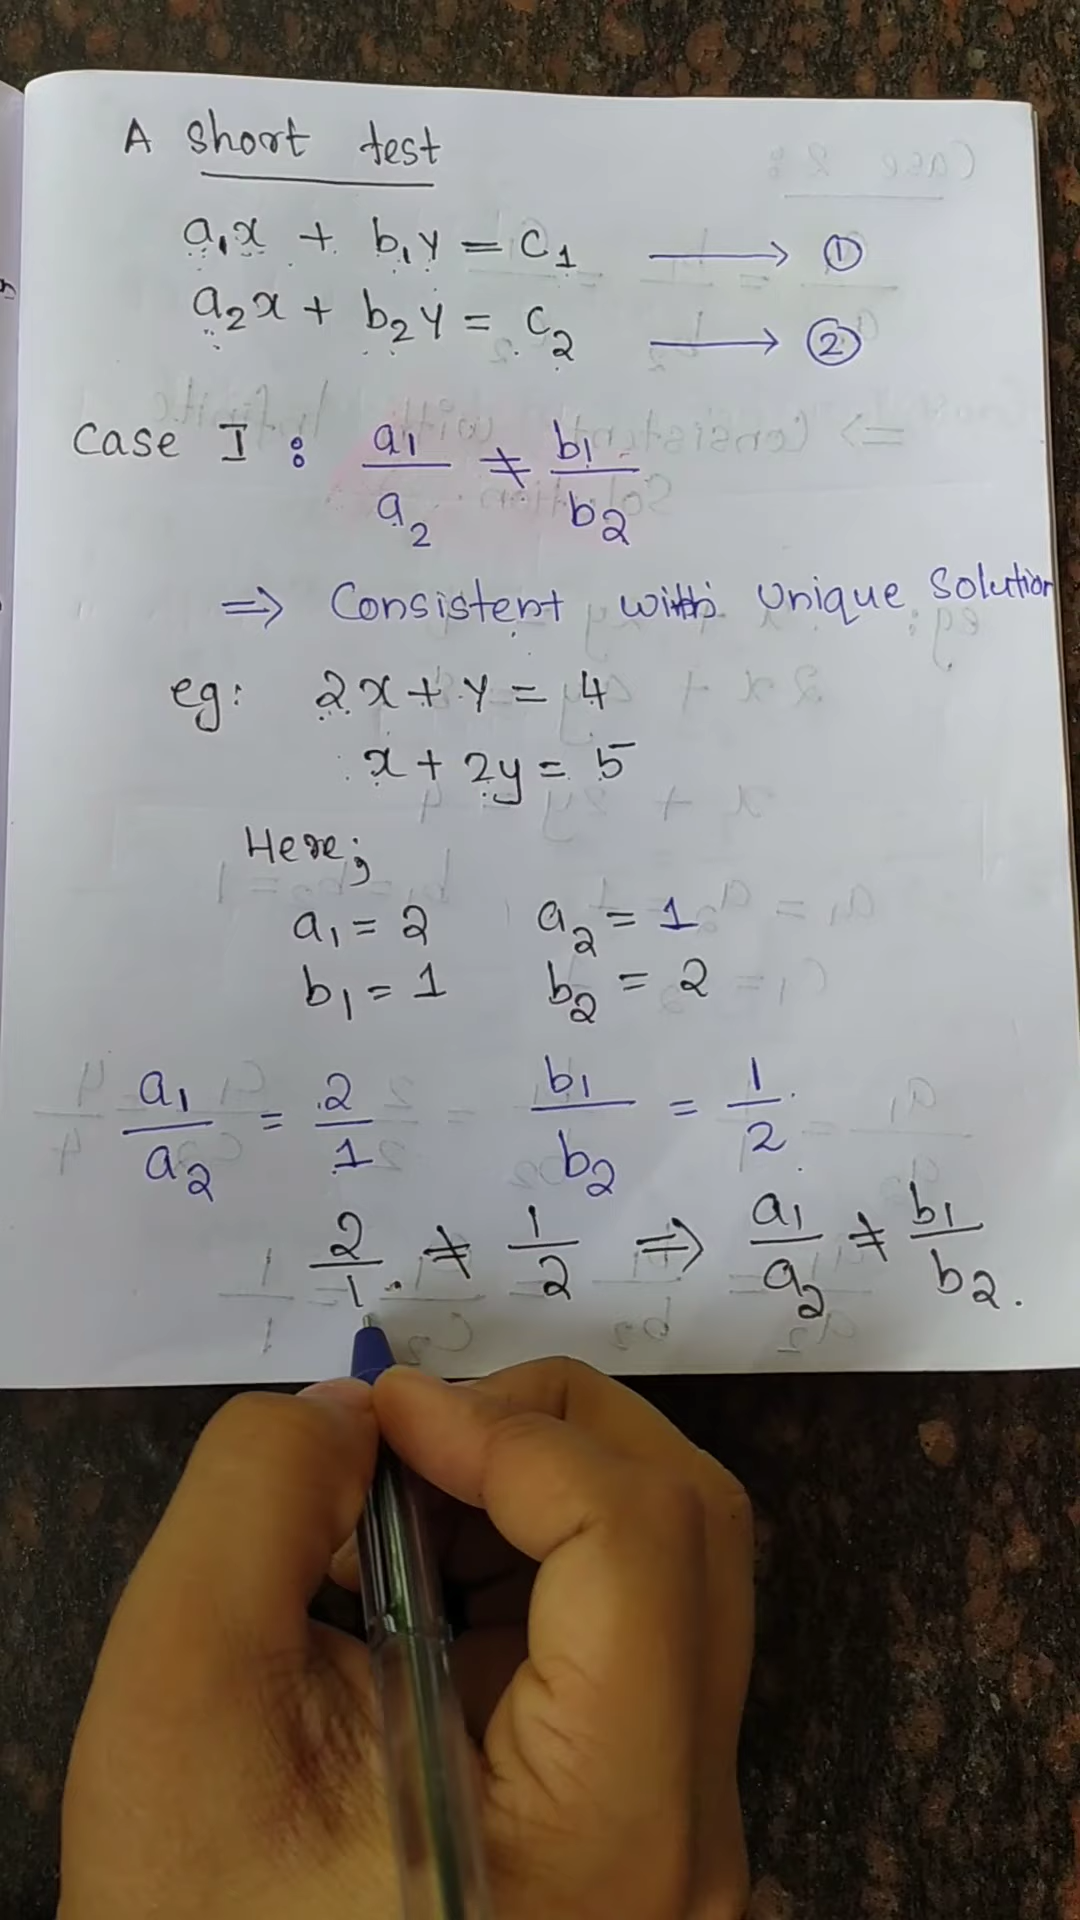 A short test
a₁x + b₁y = c₁ ⟶ ①
a₂x + b₂y = c₂ ⟶ ②
Case I : a₁/a₂ ≠ b₁/b₂
⇒ Consistent with Unique Solution
eg: 2x + y = 4
x + 2y = 5
Here;
a₁ = 2 a₂ = 1
b₁ = 1 b₂ = 2
a₁/a₂ = 2/1 b₁/b₂ = 1/2
2/1 ≠ 1/2 ⇒ a₁/a₂ ≠ b₁/b₂.